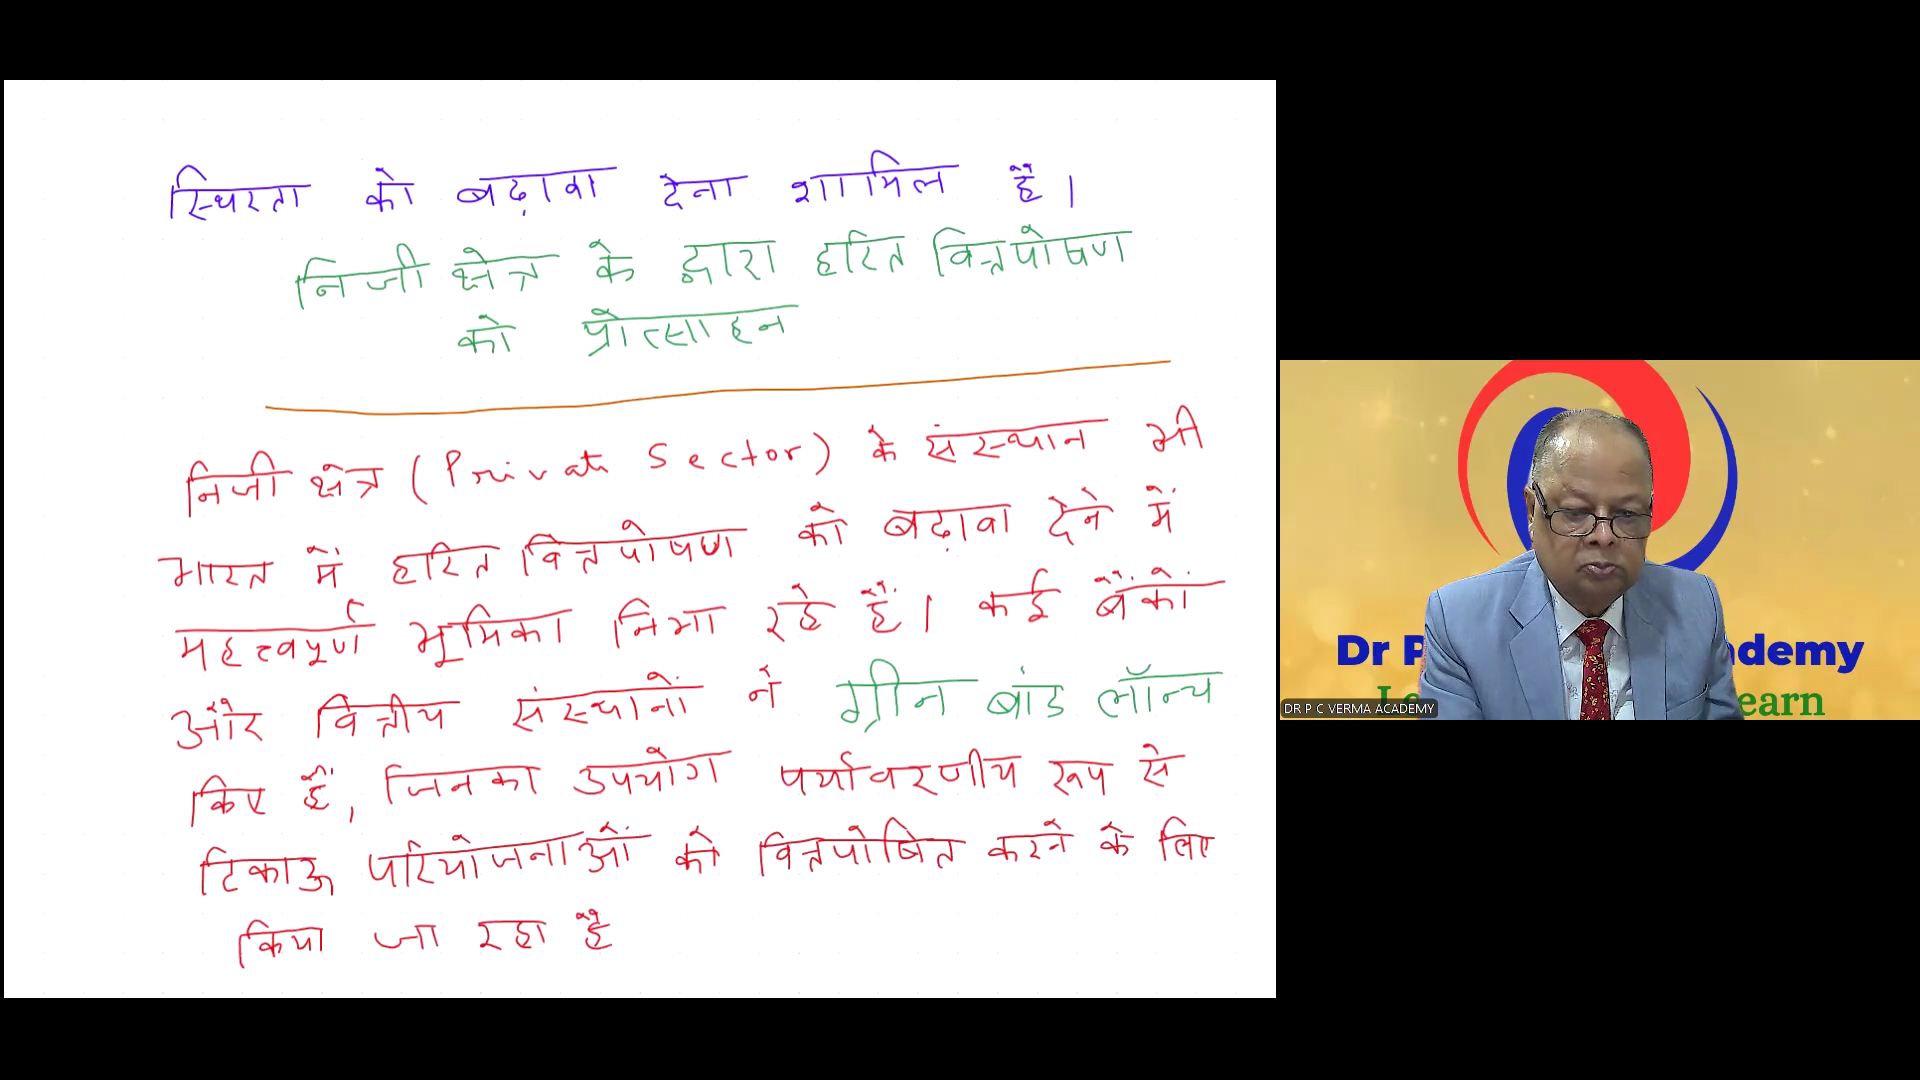 स्थिरता को बढ़ावा देना शामिल है।
निजी क्षेत्र के द्वारा हरित वित्तपोषण
को प्रोत्साहन
निजी क्षेत्र (Private Sector) के संस्थान भी
भारत में हरित वित्तपोषण को बढ़ावा देने में
महत्त्वपूर्ण भूमिका निभा रहे हैं। कई बैंकों
और वित्तीय संस्थानों ने ग्रीन बांड लॉन्च
किए हैं, जिनका उपयोग पर्यावरणीय रूप से
टिकाऊ परियोजनाओं को वित्तपोषित करने के लिए
किया जा रहा है
Dr P demy
Le earn
DR P C VERMA ACADEMY